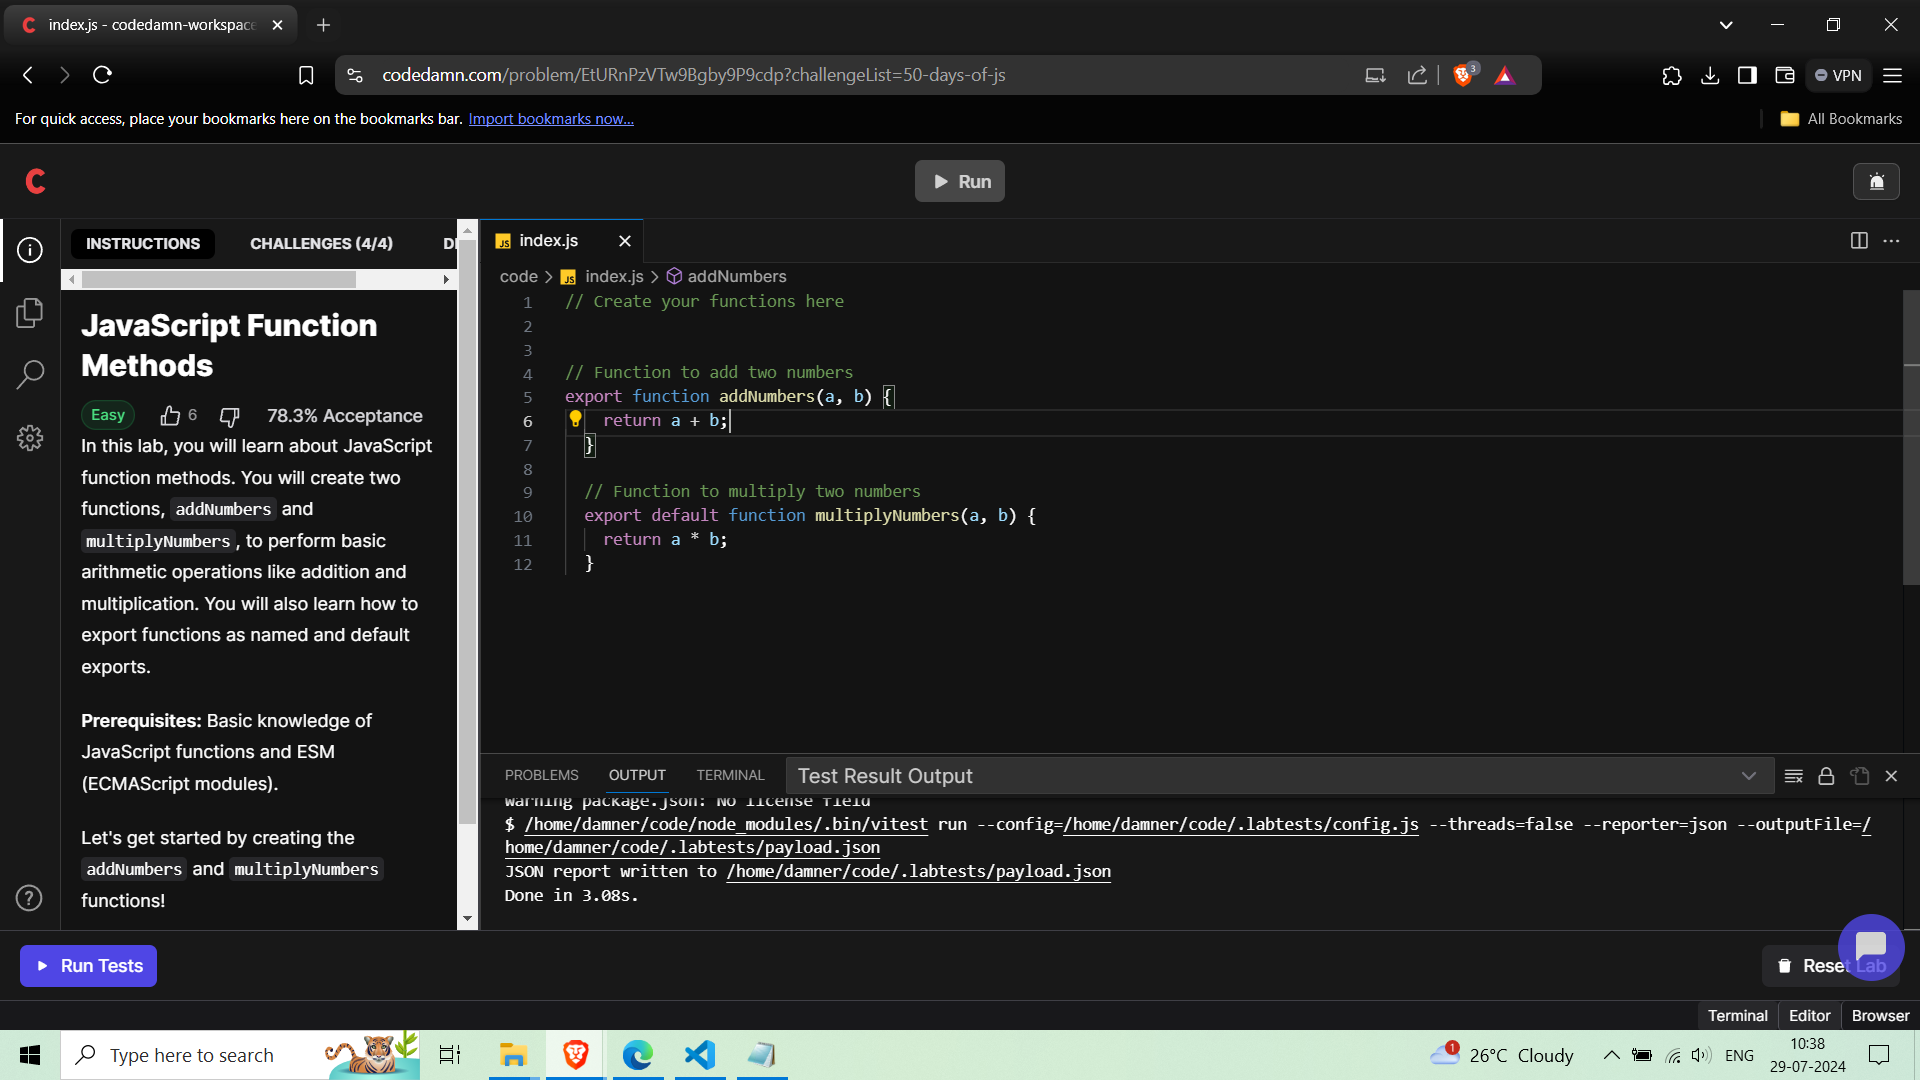 index.js - codedamn-workspace
codedamn.com/problem/EtURnPzVTw9Bgby9P9cdp?challengeList=50-days-of-js
3
VPN
For quick access, place your bookmarks here on the bookmarks bar. Import bookmarks now...
All Bookmarks
Run
INSTRUCTIONS
CHALLENGES (4/4)
JavaScript Function
Methods
Easy
6
78.3% Acceptance
In this lab, you will learn about JavaScript
function methods. You will create two
functions, addNumbers and
multiplyNumbers, to perform basic
arithmetic operations like addition and
multiplication. You will also learn how to
export functions as named and default
exports.
Prerequisites: Basic knowledge of
JavaScript functions and ESM
(ECMAScript modules).
Let's get started by creating the
addNumbers and multiplyNumbers
functions!
JS index.js
code > JS index.js > addNumbers
1 // Create your functions here
2
3
4 // Function to add two numbers
5 export function addNumbers(a, b) {
6 return a + b;
7 }
8
9 // Function to multiply two numbers
10 export default function multiplyNumbers(a, b) {
11 return a * b;
12 }
PROBLEMS
OUTPUT
TERMINAL
Test Result Output
warning package.json: No license field
$ /home/damner/code/node_modules/.bin/vitest run --config=/home/damner/code/.labtests/config.js --threads=false --reporter=json --outputFile=/
home/damner/code/.labtests/payload.json
JSON report written to /home/damner/code/.labtests/payload.json
Done in 3.08s.
Run Tests
Reset Lab
Terminal
Editor
Browser
Type here to search
1
26°C Cloudy
ENG
10:38
29-07-2024